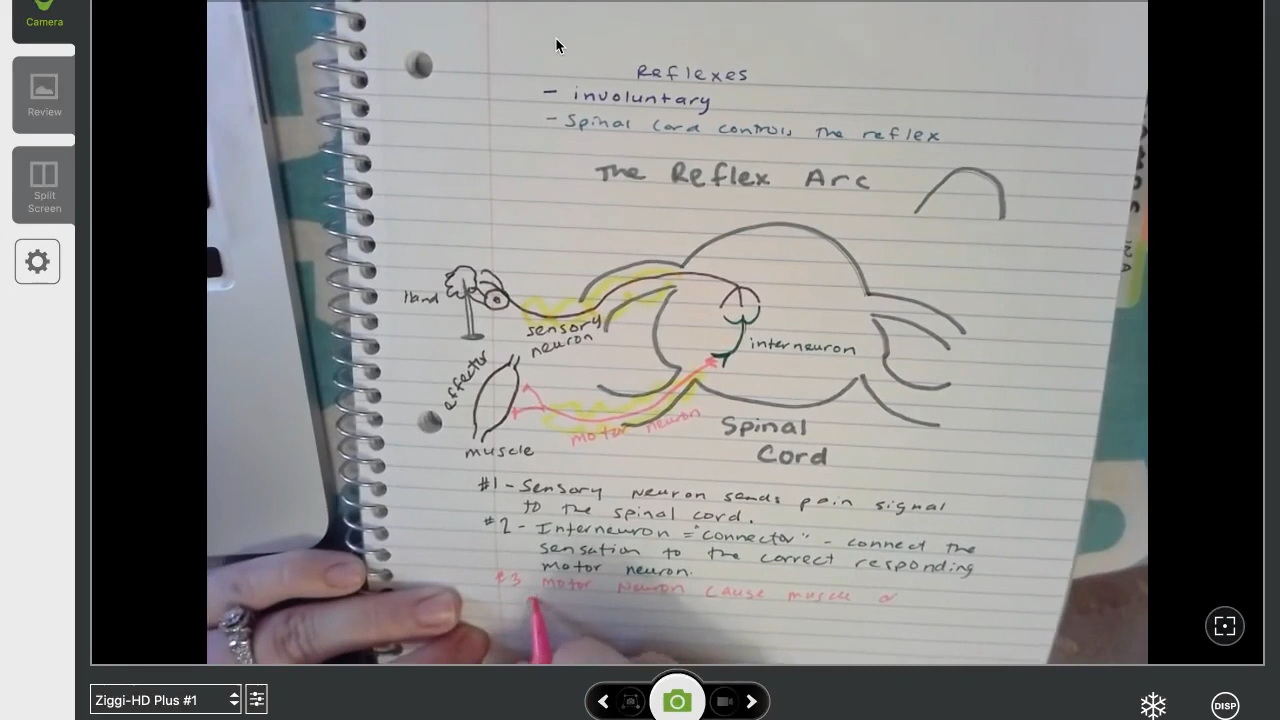 Camera
Review
Split
Screen
Reflexes
- involuntary
- Spinal Cord controls the reflex
The Reflex Arc
Hand
sensory
neuron
interneuron
effector
motor neuron
muscle
Spinal
Cord
#1 - Sensory neuron sends pain signal
to the spinal cord.
#2 - Interneuron = "connector" - connect the
sensation to the correct responding
motor neuron.
#3 Motor Neuron cause muscle
Ziggi-HD Plus #1
DISP